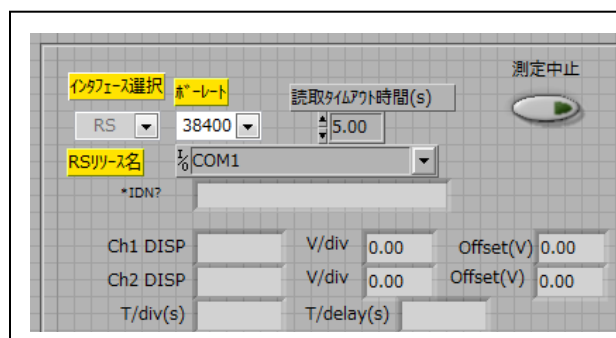 測定中止
ｲﾝﾀﾌｪｰｽ選択 ﾎﾞｰﾚｰﾄ 読取ﾀｲﾑｱｳﾄ時間(s)
RS 38400 5.00
RSﾘﾘｰｽ名 I/O COM1
*IDN?
Ch1 DISP V/div 0.00 Offset(V) 0.00
Ch2 DISP V/div 0.00 Offset(V) 0.00
T/div(s) T/delay(s)